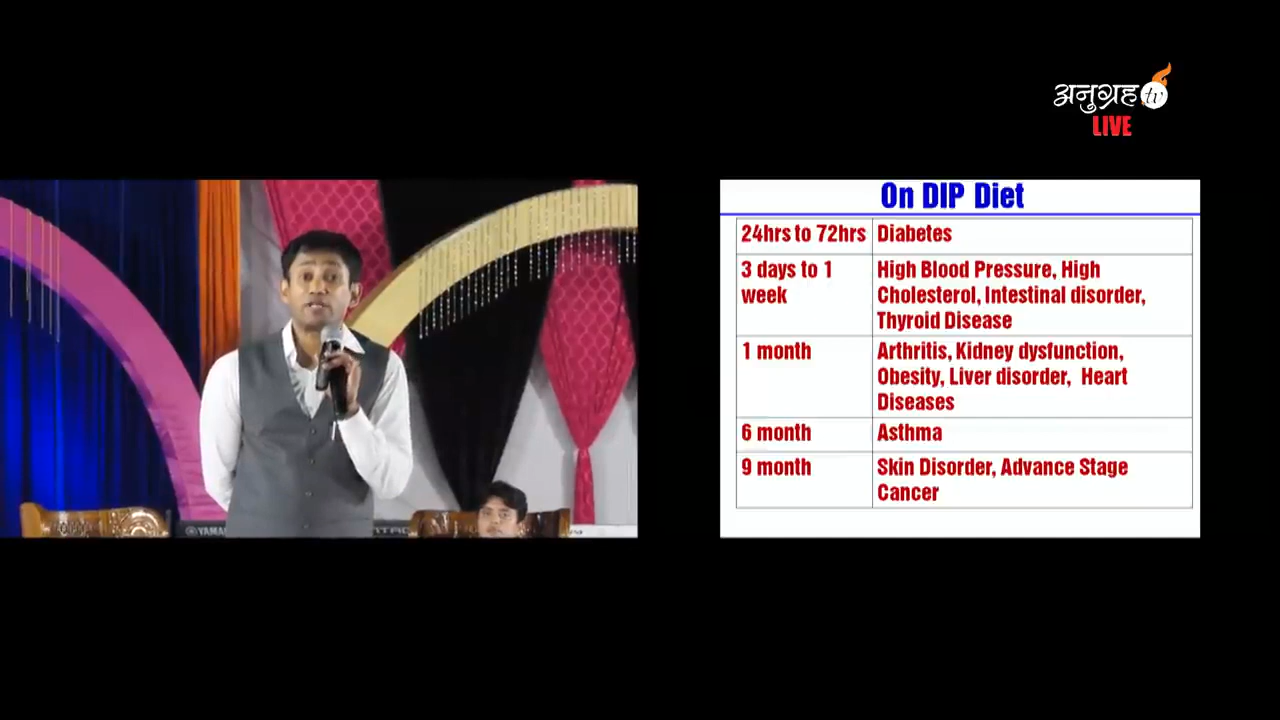 अनुग्रह tv
LIVE
On DIP Diet
24hrs to 72hrs Diabetes
3 days to 1 week High Blood Pressure, High
Cholesterol, Intestinal disorder,
Thyroid Disease
1 month Arthritis, Kidney dysfunction,
Obesity, Liver disorder, Heart
Diseases
6 month Asthma
9 month Skin Disorder, Advance Stage
Cancer
YAMA